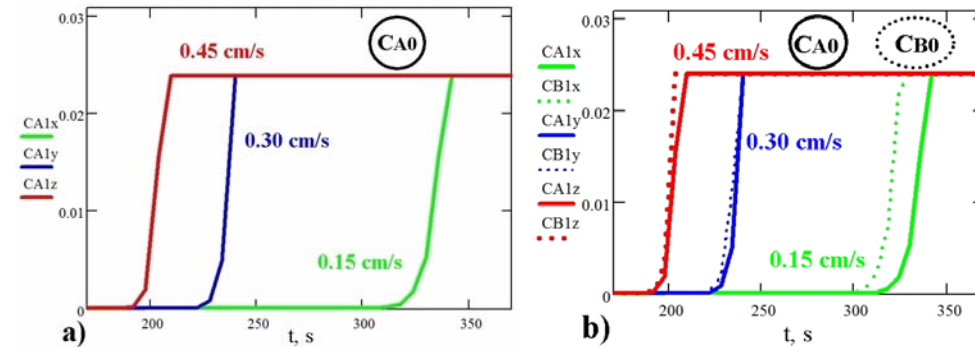 0.03
0.02
0.01
0
0.45 cm/s
CA0
0.30 cm/s
0.15 cm/s
CA1x
CA1y
CA1z
200
250
300
350
t, s
a)
0.03
0.02
0.01
0
0.45 cm/s
CA0
CB0
0.30 cm/s
0.15 cm/s
CA1x
CB1x
CA1y
CB1y
CA1z
CB1z
200
250
300
350
t, s
b)